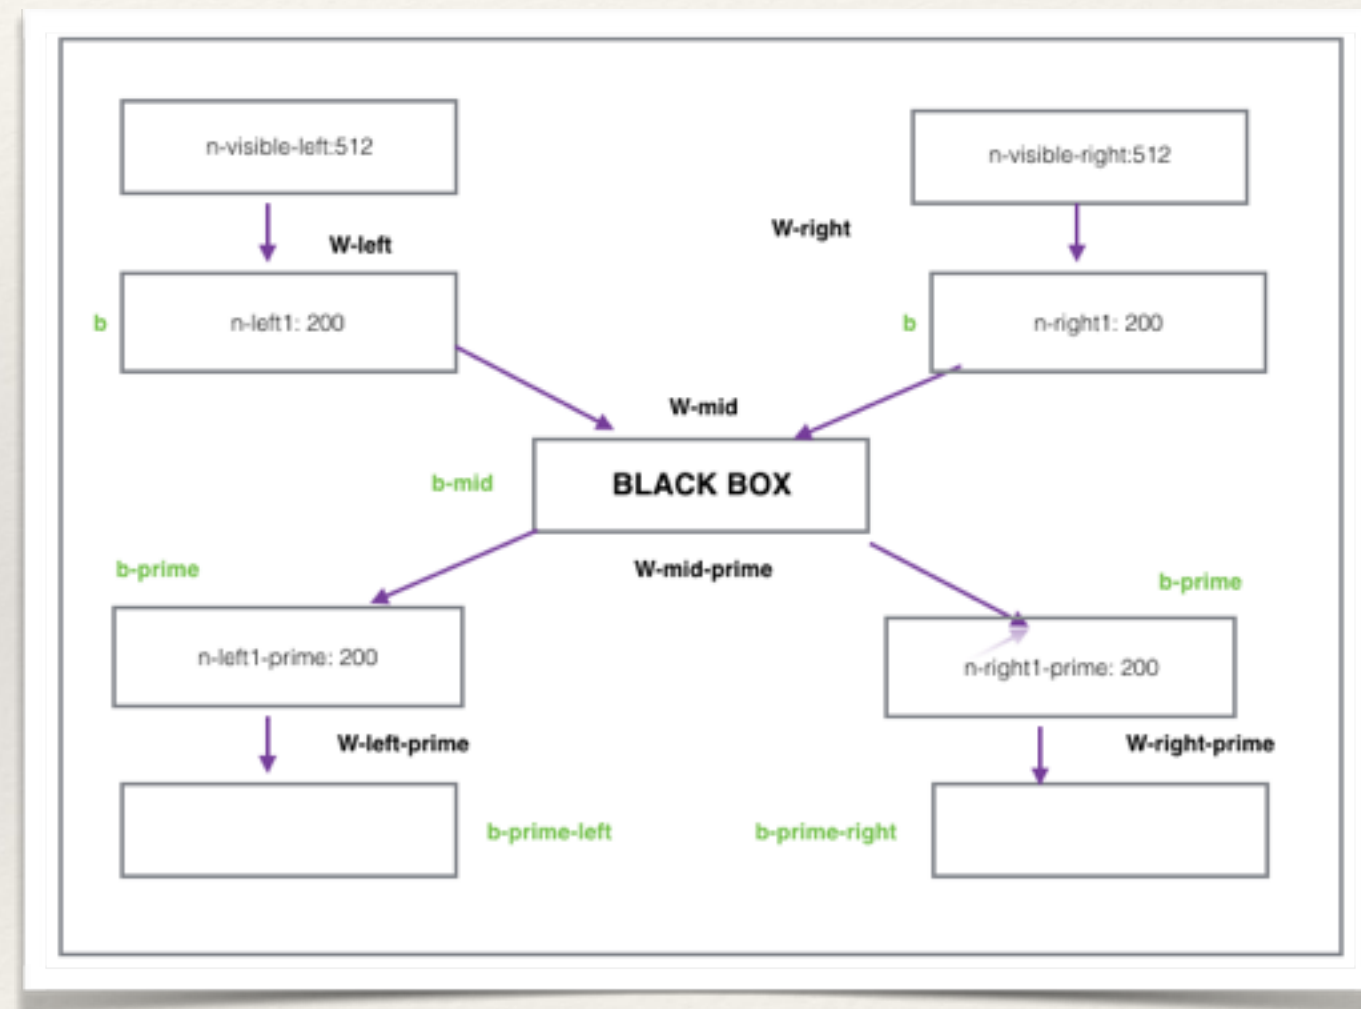 n-visible-left:512
n-visible-right:512
W-left
W-right
b
n-left1: 200
b
n-right1: 200
W-mid
b-mid
BLACK BOX
b-prime
W-mid-prime
b-prime
n-left1-prime: 200
n-right1-prime: 200
W-left-prime
W-right-prime
b-prime-left
b-prime-right